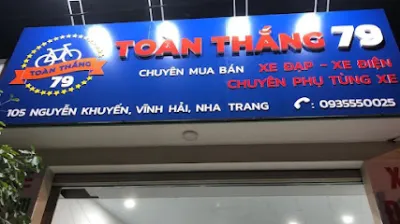 TOÀN THẮNG 79
TOÀN THẮNG
79
CHUYÊN MUA BÁN XE ĐẠP - XE ĐIỆN
CHUYÊN PHỤ TÙNG XE
105 NGUYỄN KHUYẾN, VĨNH HẢI, NHA TRANG : 0935550025